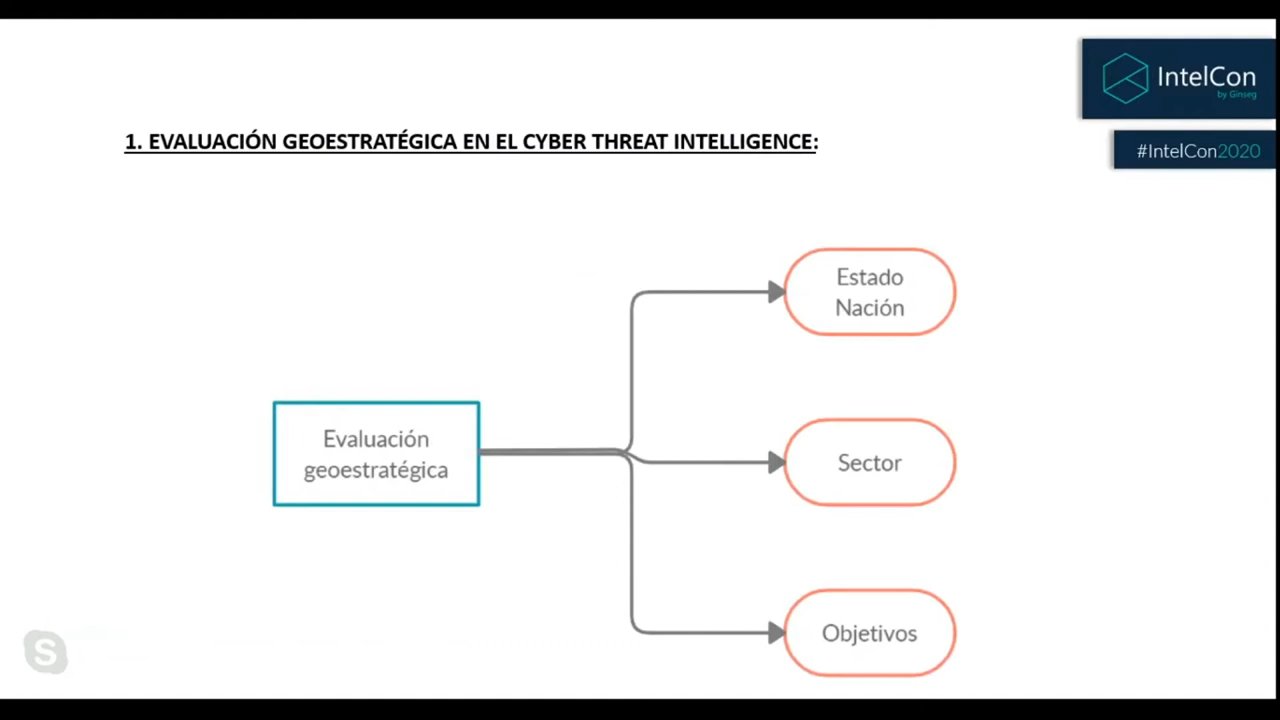 IntelCon
by Ginseg
#IntelCon2020
1. EVALUACIÓN GEOESTRATÉGICA EN EL CYBER THREAT INTELLIGENCE:
Estado
Nación
Evaluación
geoestratégica
Sector
Objetivos
S